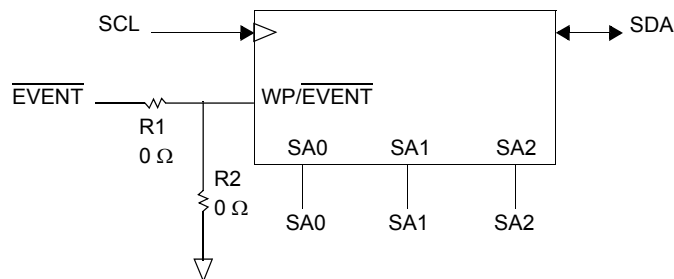 SCL
SDA
EVENT
WP/EVENT
R1
0 Ω
SA0 SA1 SA2
R2
0 Ω
SA0 SA1 SA2